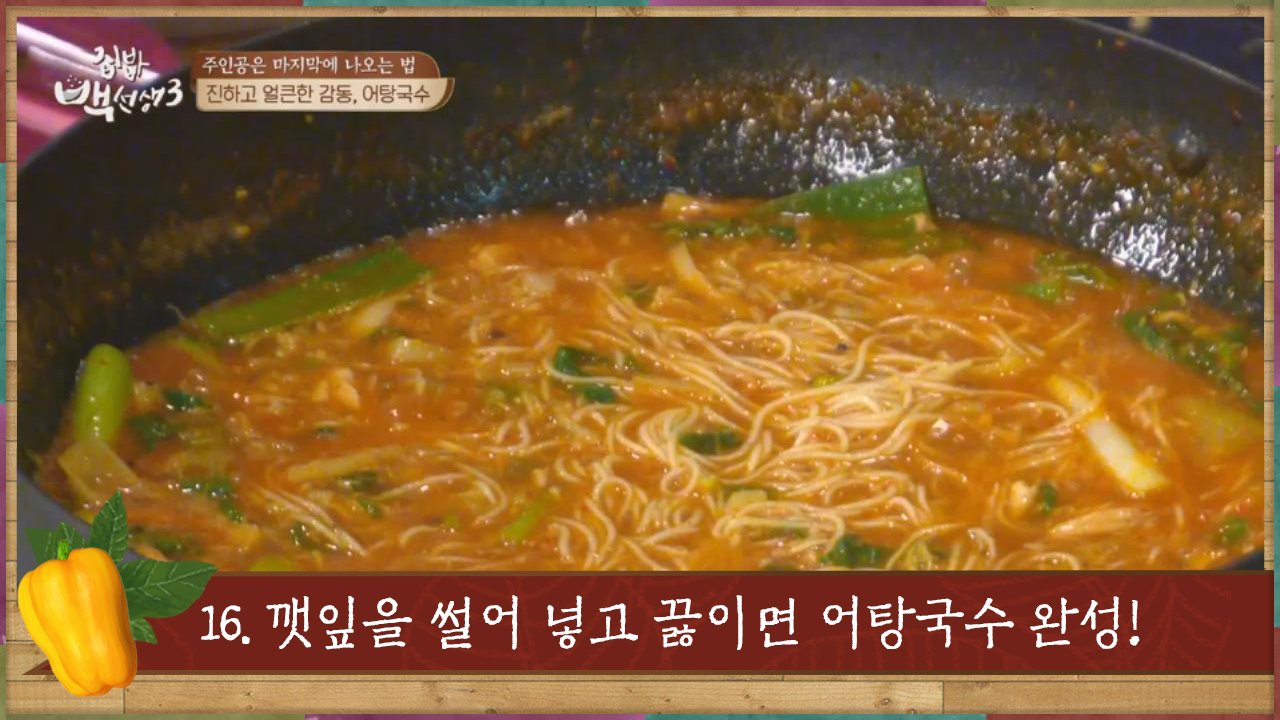 집밥
백선생3
주인공은 마지막에 나오는 법
진하고 얼큰한 감동, 어탕국수
16. 깻잎을 썰어 넣고 끓이면 어탕국수 완성!